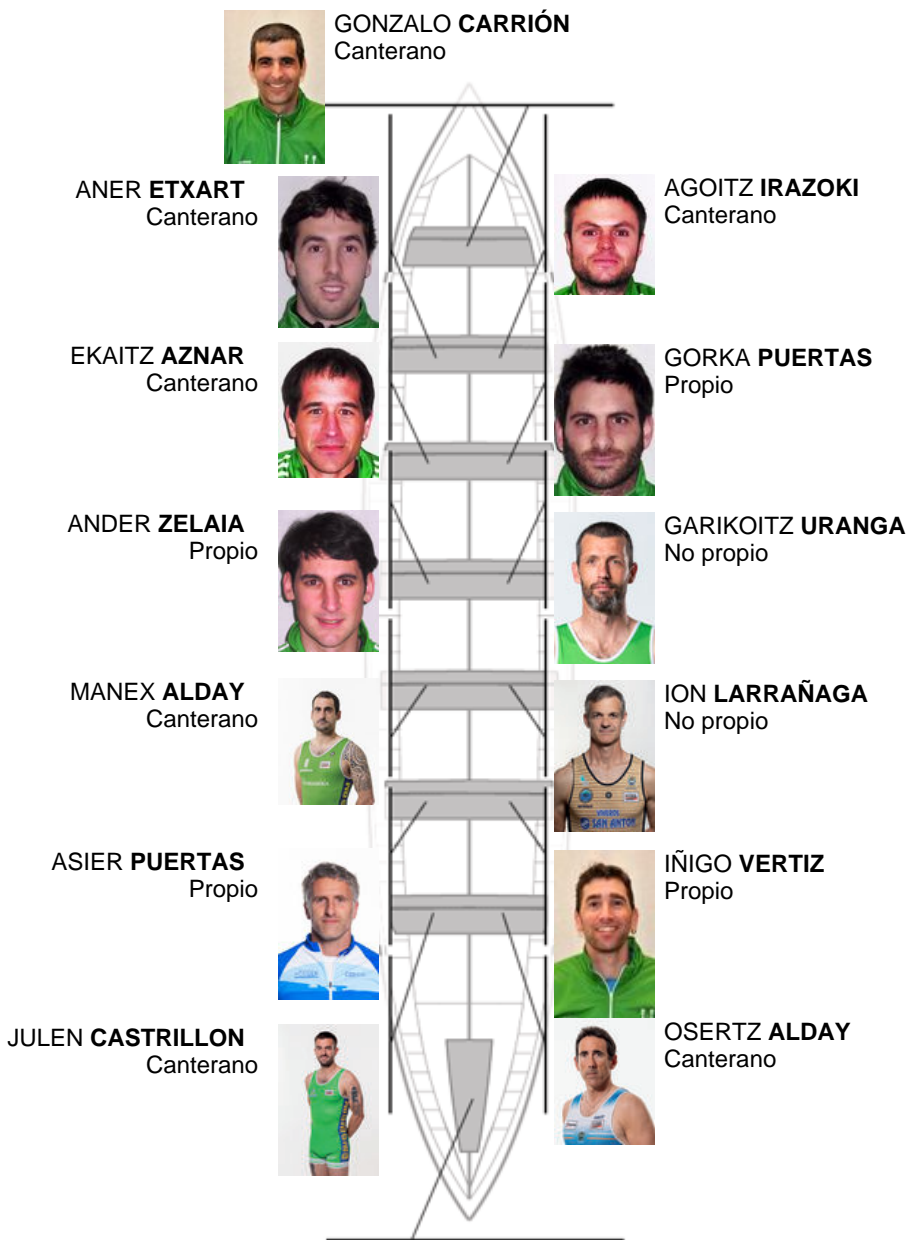 GONZALO CARRIÓN
Canterano
ANER ETXART
Canterano
AGOITZ IRAZOKI
Canterano
EKAITZ AZNAR
Canterano
GORKA PUERTAS
Propio
ANDER ZELAIA
Propio
GARIKOITZ URANGA
No propio
MANEX ALDAY
Canterano
ION LARRAÑAGA
No propio
SAN ANTON
ASIER PUERTAS
Propio
IÑIGO VERTIZ
Propio
JULEN CASTRILLON
Canterano
OSERTZ ALDAY
Canterano